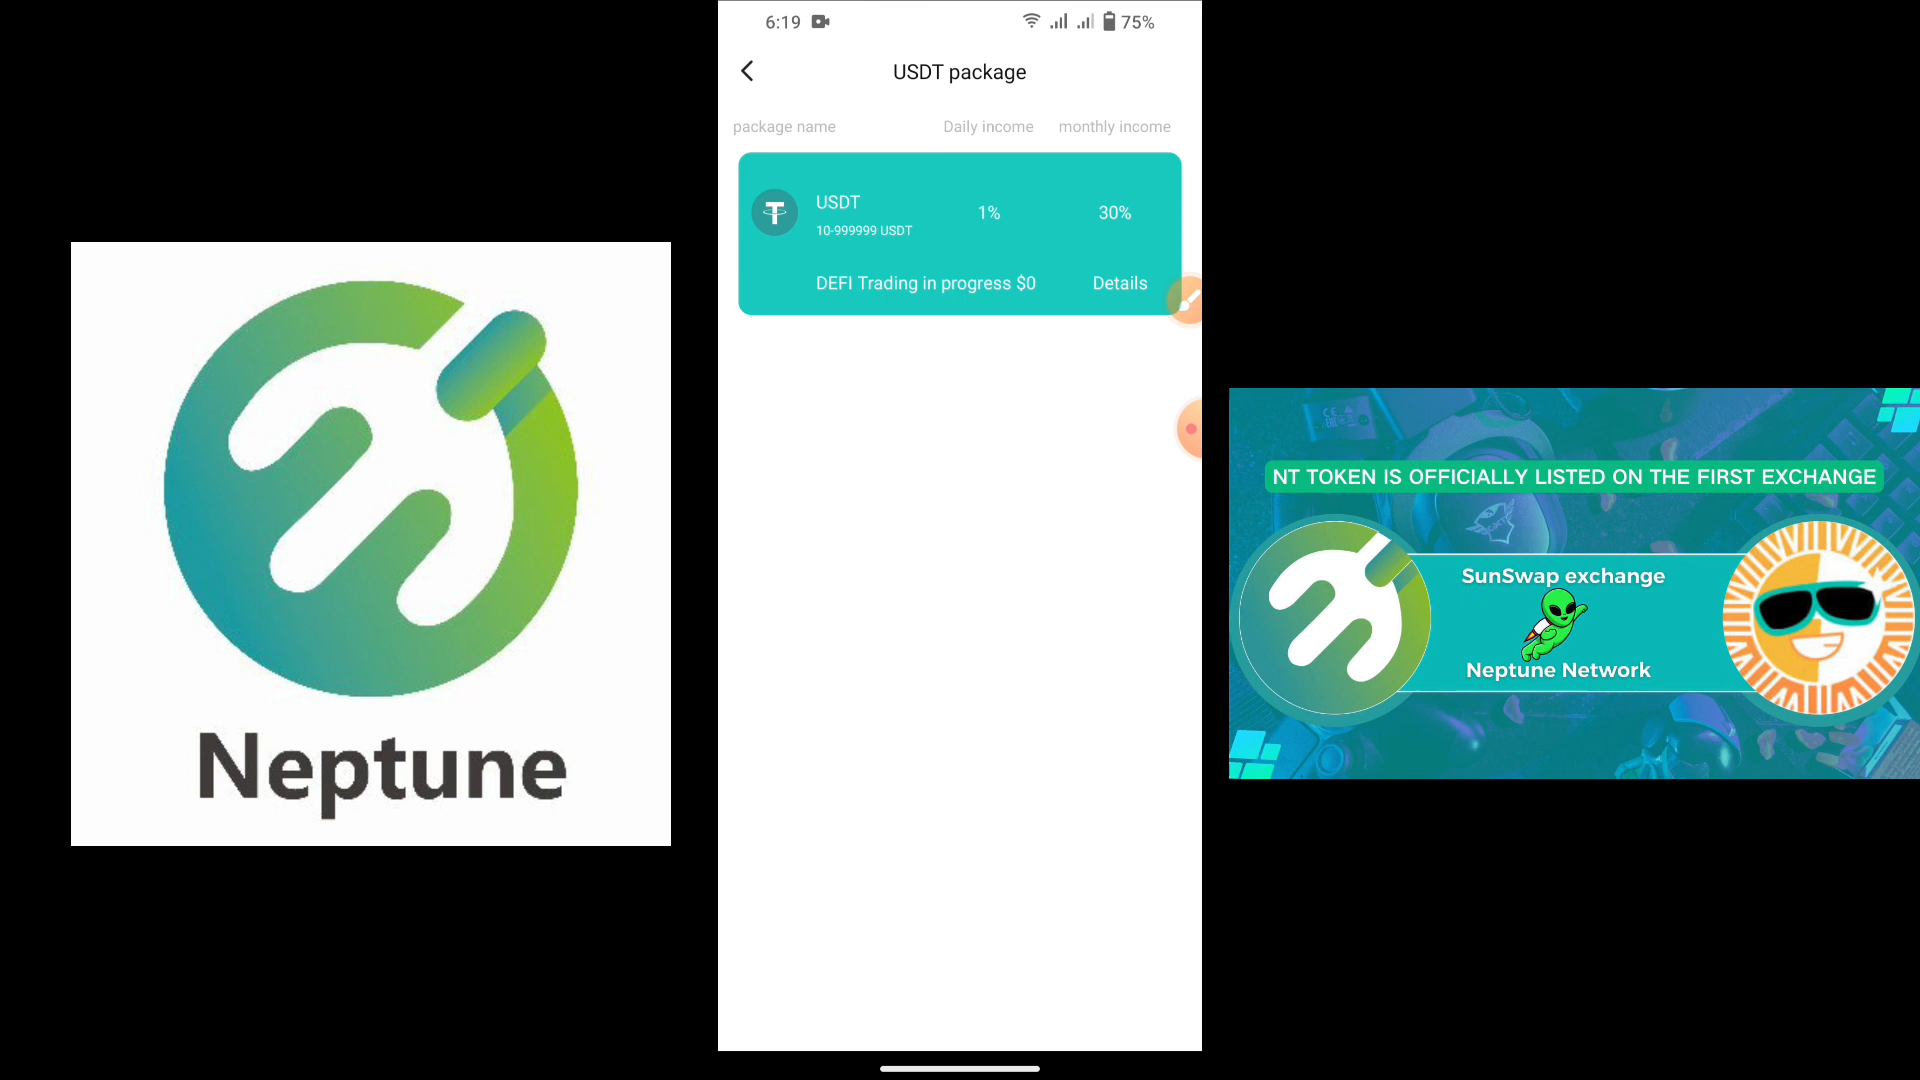 6:19
75%
USDT package
package name Daily income monthly income
USDT 1% 30%
10-999999 USDT
DEFI Trading in progress $0 Details
Neptune
NT TOKEN IS OFFICIALLY LISTED ON THE FIRST EXCHANGE
SunSwap exchange
Neptune Network